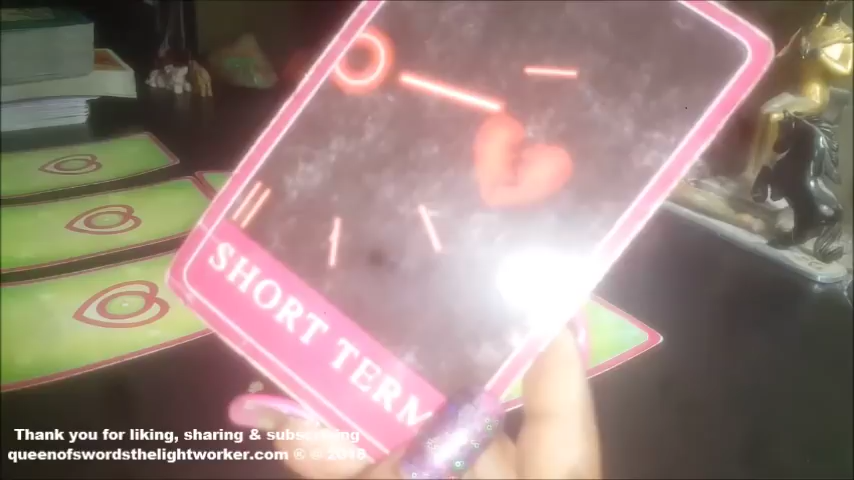 SHORT TERM
Thank you for liking, sharing & subscribing
queenofswordsthelightworker.com ® © 2018